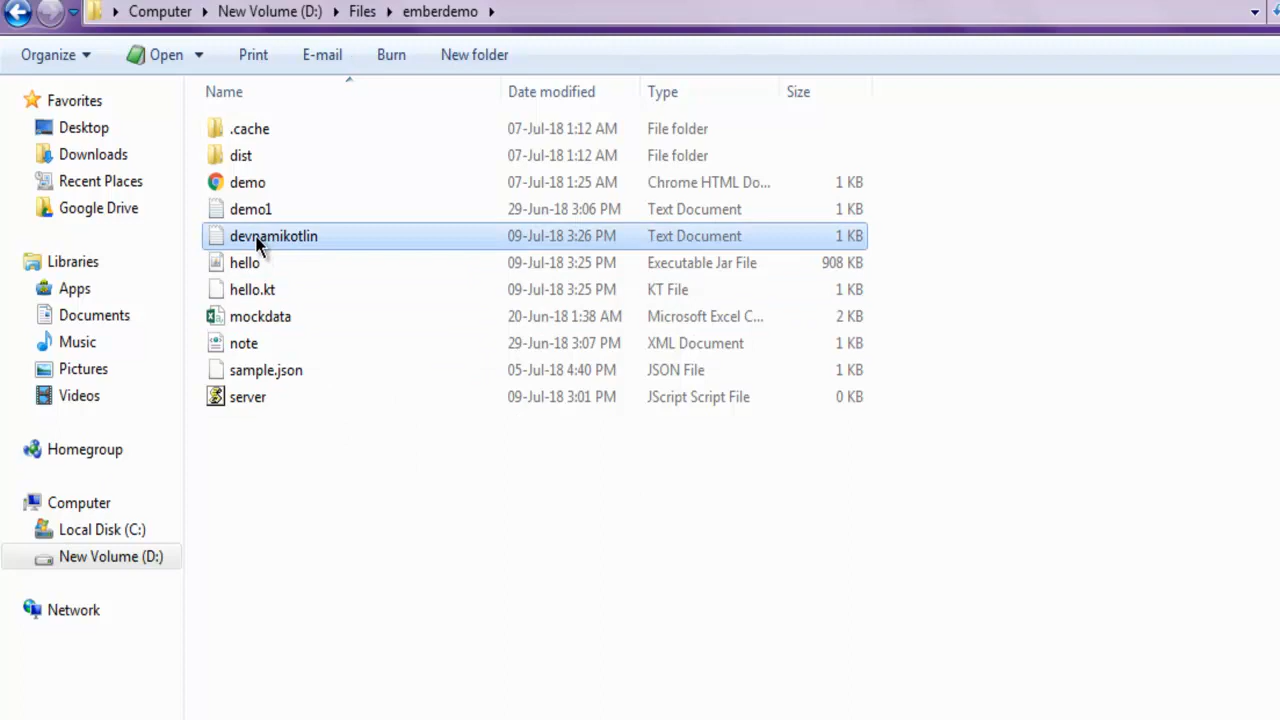 Computer New Volume (D:) Files emberdemo
Organize Open Print E-mail Burn New folder
Name Date modified Type Size
Favorites
Desktop
Downloads
Recent Places
Google Drive
Libraries
Apps
Documents
Music
Pictures
Videos
Homegroup
Computer
Local Disk (C:)
New Volume (D:)
Network
.cache 07-Jul-18 1:12 AM File folder
dist 07-Jul-18 1:12 AM File folder
demo 07-Jul-18 1:25 AM Chrome HTML Do... 1 KB
demo1 29-Jun-18 3:06 PM Text Document 1 KB
devnamikotlin 09-Jul-18 3:26 PM Text Document 1 KB
hello 09-Jul-18 3:25 PM Executable Jar File 908 KB
hello.kt 09-Jul-18 3:25 PM KT File 1 KB
mockdata 20-Jun-18 1:38 AM Microsoft Excel C... 2 KB
note 29-Jun-18 3:07 PM XML Document 1 KB
sample.json 05-Jul-18 4:40 PM JSON File 1 KB
server 09-Jul-18 3:01 PM JScript Script File 0 KB